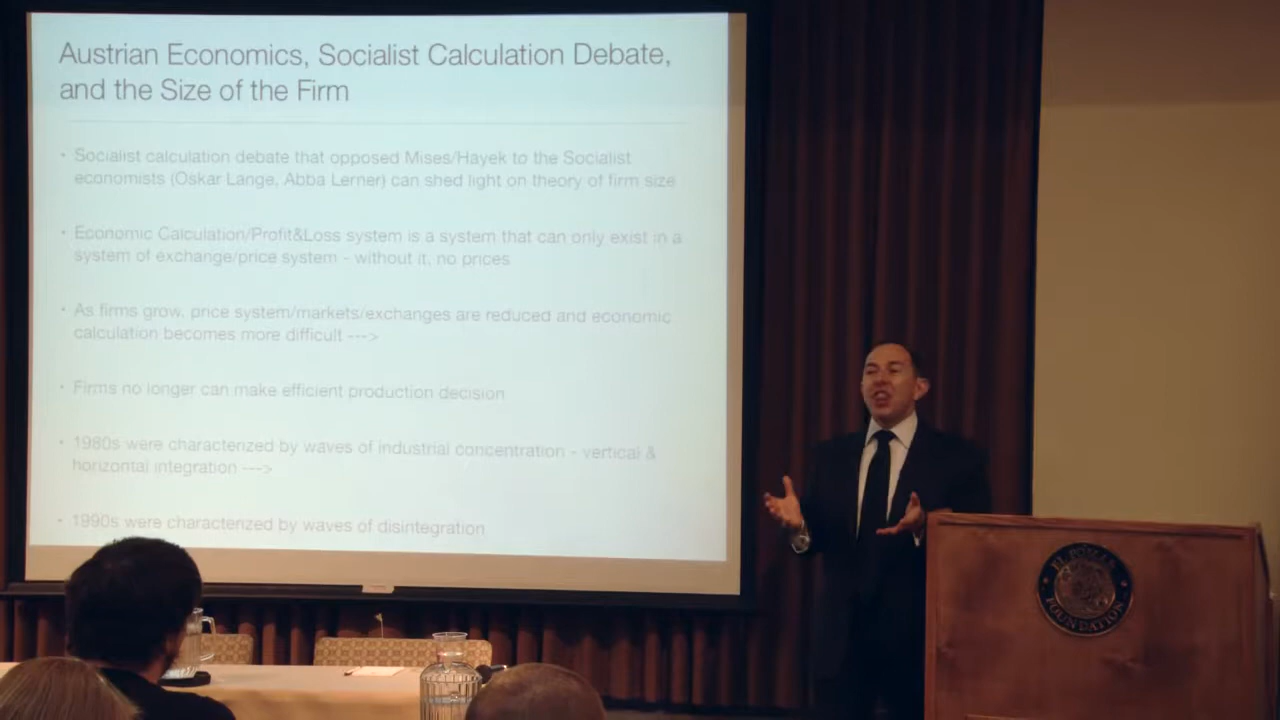 Austrian Economics, Socialist Calculation Debate,
and the Size of the Firm
• Socialist calculation debate that opposed Mises/Hayek to the Socialist
economists (Oskar Lange, Abba Lerner) can shed light on theory of firm size
• Economic Calculation/Profit&Loss system is a system that can only exist in a
system of exchange/price system - without it, no prices
• As firms grow, price system/markets/exchanges are reduced and economic
calculation becomes more difficult --->
• Firms no longer can make efficient production decision
• 1980s were characterized by waves of industrial concentration - vertical &
horizontal integration --->
• 1990s were characterized by waves of disintegration
EL POMAR
FOUNDATION